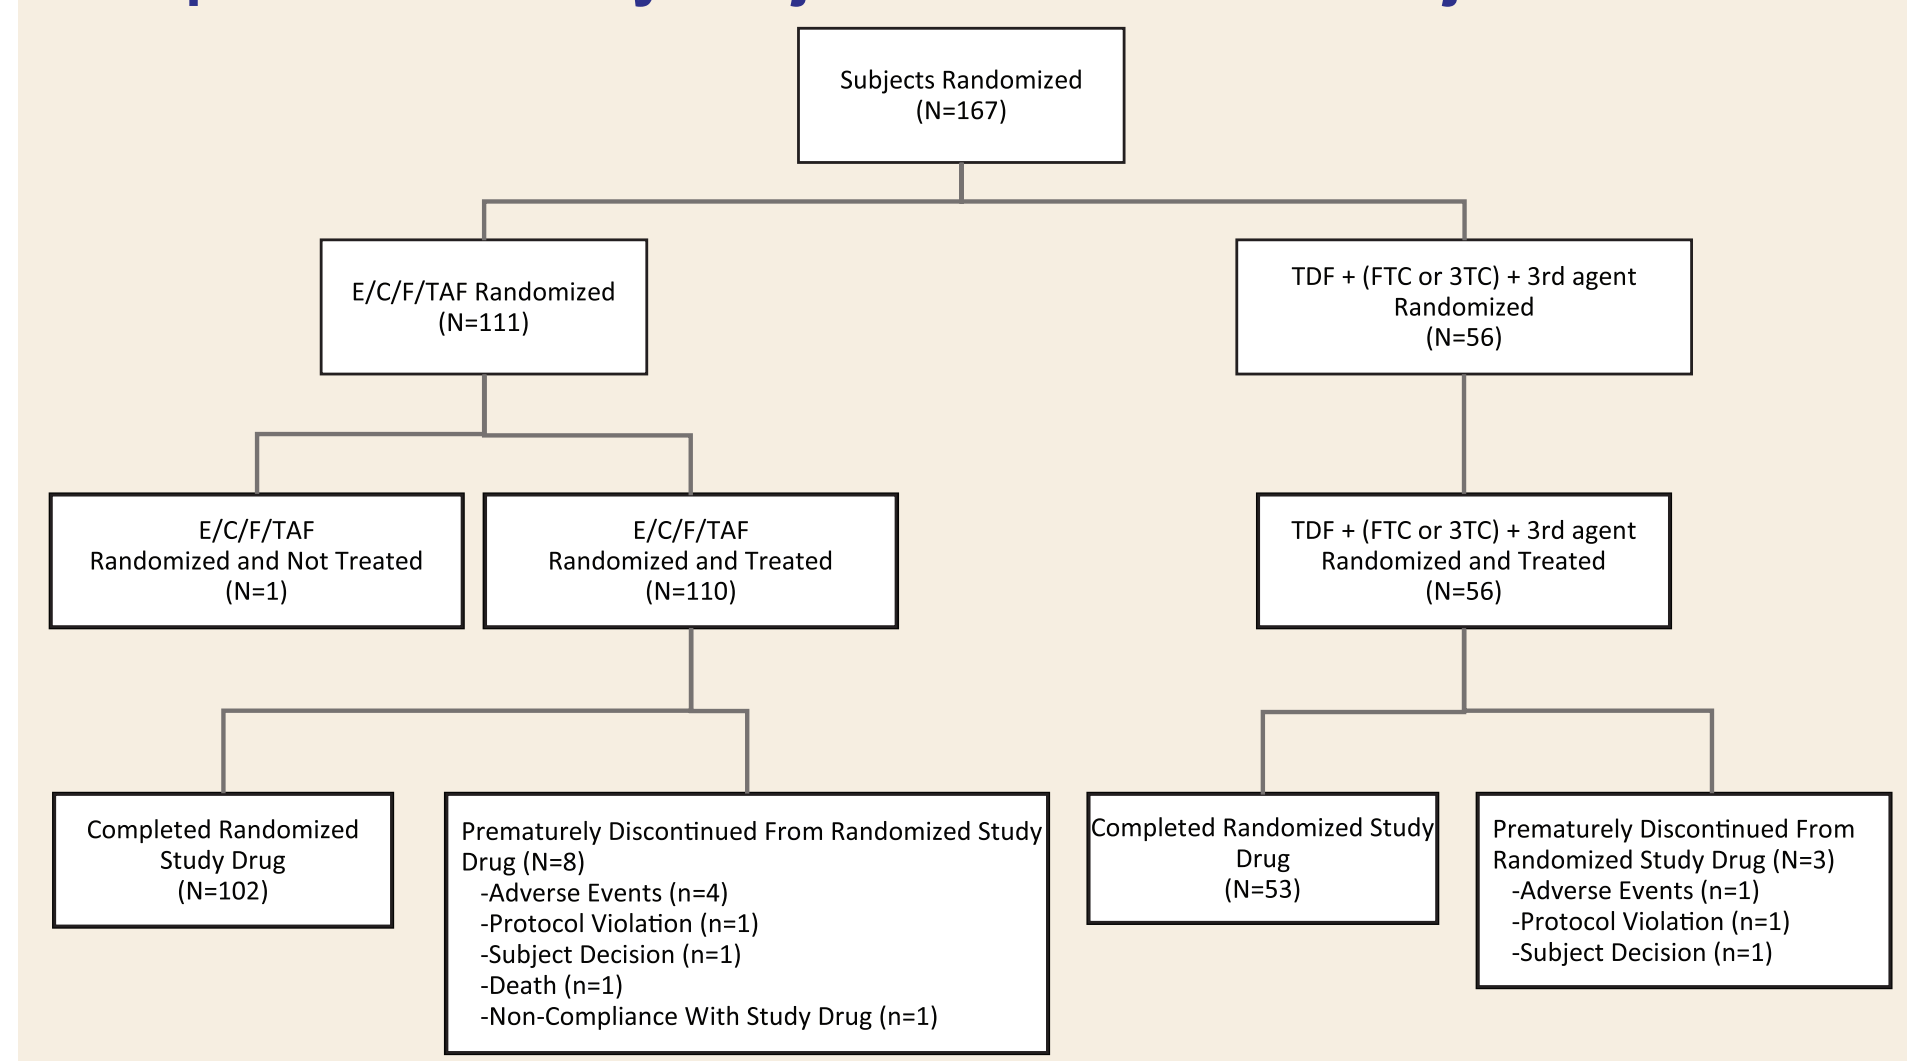 Subjects Randomized
(N=167)
E/C/F/TAF Randomized
(N=111)
TDF + (FTC or 3TC) + 3rd agent
Randomized
(N=56)
E/C/F/TAF
Randomized and Not Treated
(N=1)
E/C/F/TAF
Randomized and Treated
(N=110)
TDF + (FTC or 3TC) + 3rd agent
Randomized and Treated
(N=56)
Completed Randomized
Study Drug
(N=102)
Prematurely Discontinued From Randomized Study
Drug (N=8)
-Adverse Events (n=4)
-Protocol Violation (n=1)
-Subject Decision (n=1)
-Death (n=1)
-Non-Compliance With Study Drug (n=1)
Completed Randomized Study
Drug
(N=53)
Prematurely Discontinued From
Randomized Study Drug (N=3)
-Adverse Events (n=1)
-Protocol Violation (n=1)
-Subject Decision (n=1)